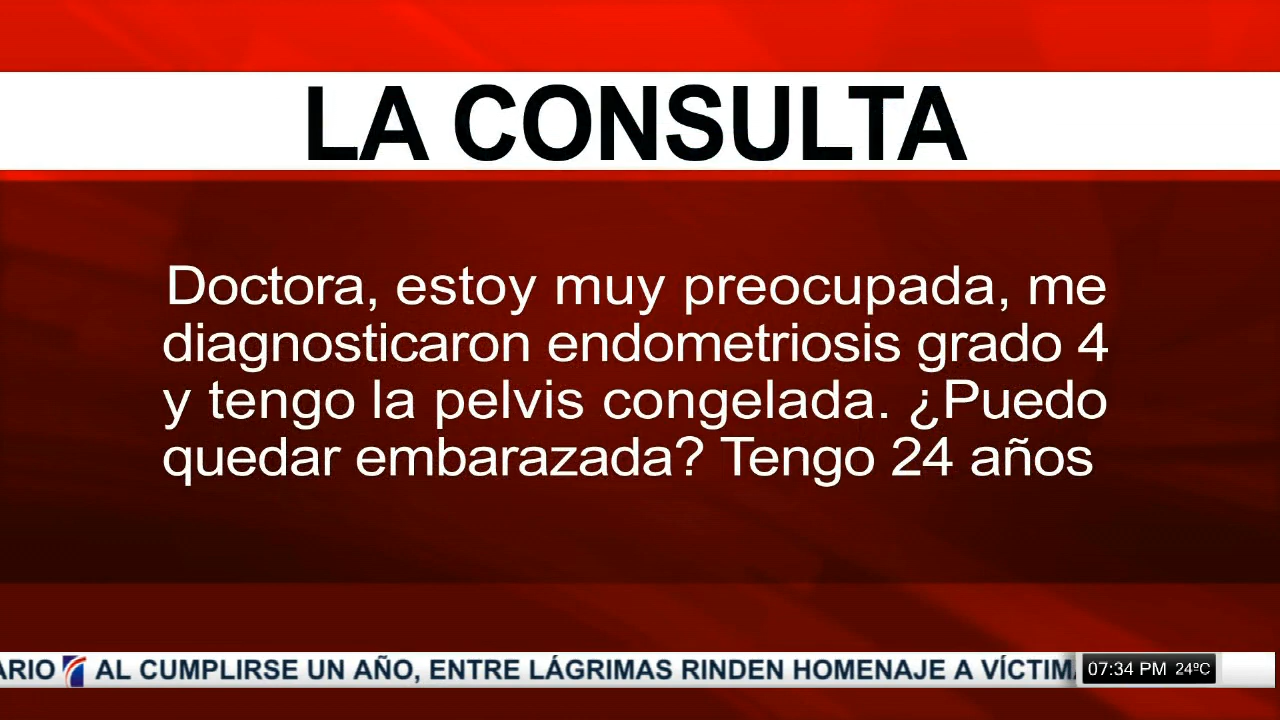 LA CONSULTA
Doctora, estoy muy preocupada, me
diagnosticaron endometriosis grado 4
y tengo la pelvis congelada. ¿Puedo
quedar embarazada? Tengo 24 años
ARIO AL CUMPLIRSE UN AÑO, ENTRE LÁGRIMAS RINDEN HOMENAJE A VÍCTIM 07:34 PM 24ºC